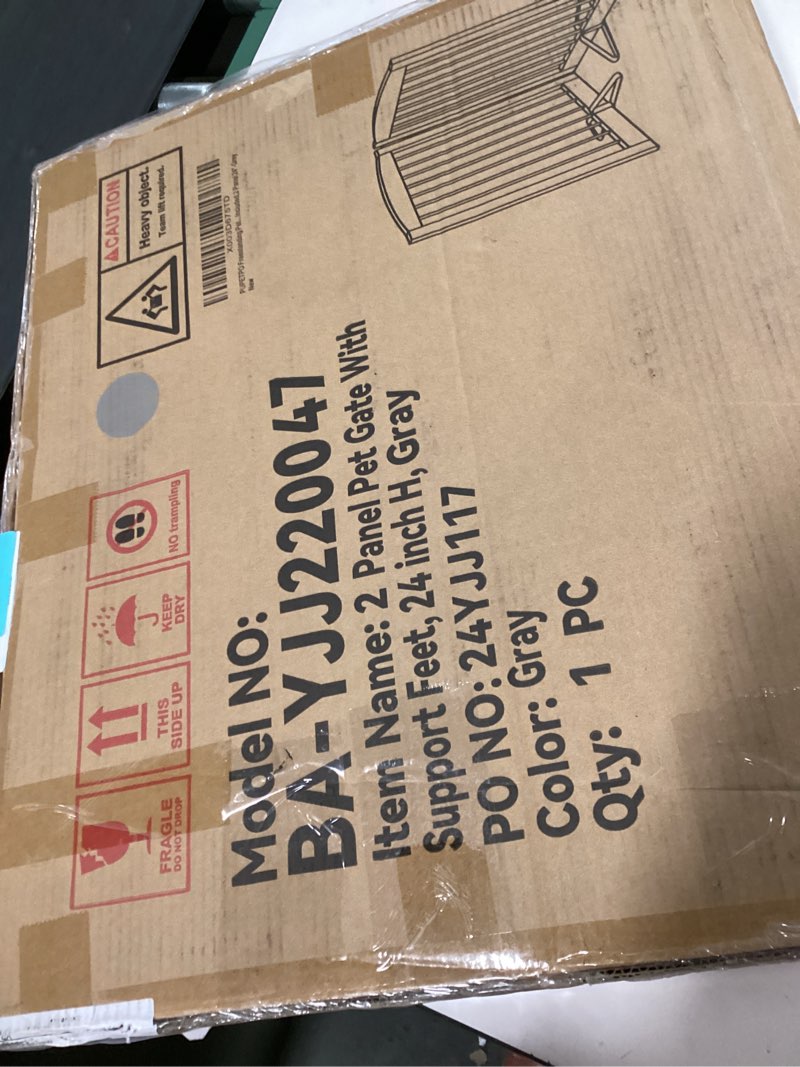 Model NO:
BA-YJJ220047
Item Name: 2 Panel Pet Gate With
Support Feet, 24 inch H, Gray
PO NO: 24YJJ117
Color: Gray
Qty: 1 PC
FRAGLE
DO NOT DROP
THIS
SIDE UP
KEEP
DRY
NO trampling
CAUTION
Heavy object.
Team lift required.
New